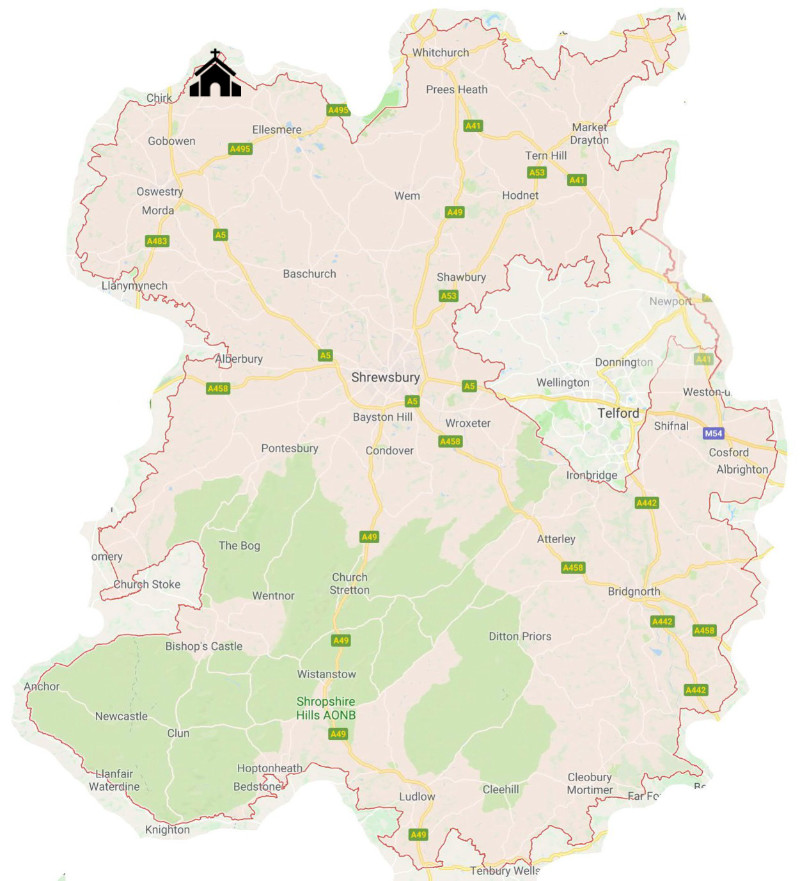 M
Whitchurch
Chirk
Prees Heath
A495
Ellesmere
A41
Market
Drayton
Gobowen
A495
Tern Hill
A53
A41
Oswestry
Wem
Hodnet
Morda
A49
A5
A483
Baschurch
Shawbury
Llanymynech
A53
Newport
Alberbury
A5
A41
Donnington
Shrewsbury
Wellington
A458
A5
Weston-u
A5
Bayston Hill
Telford
Wroxeter
Shifnal
M54
A458
Pontesbury
Condover
Cosford
Albrighton
Ironbridge
A442
A49
Atterley
The Bog
omery
A458
Church Stoke
Church
Stretton
Wentnor
Bridgnorth
A442
A458
Bishop's Castle
A49
Ditton Priors
Wistanstow
Anchor
A442
Shropshire
Hills AONB
Newcastle
Clun
A49
Hoptonheath
Llanfair
Waterdine
Bedstone
Cleobury
Mortimer
Cleehill
Ludlow
Far Fo
Be
Knighton
A49
Tenbury Wells